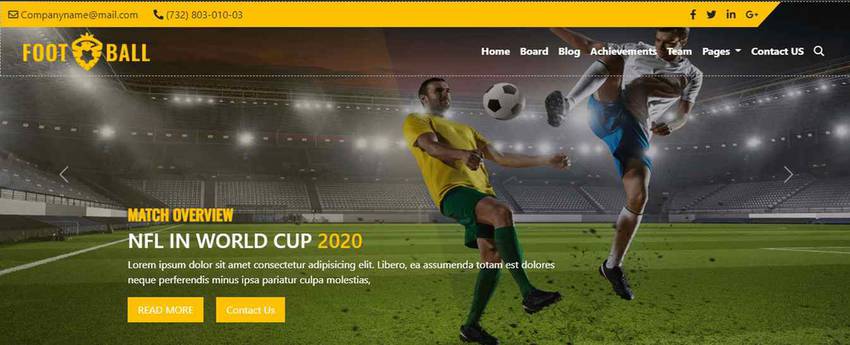 Companyname@mail.com (732) 803-010-03
FOOT BALL
Home Board Blog Achievements Team Pages Contact US
MATCH OVERVIEW
NFL IN WORLD CUP 2020
Lorem ipsum dolor sit amet consectetur adipisicing elit. Libero, ea assumenda totam est dolores
neque perferendis minus ipsa pariatur culpa molestias,
READ MORE Contact Us